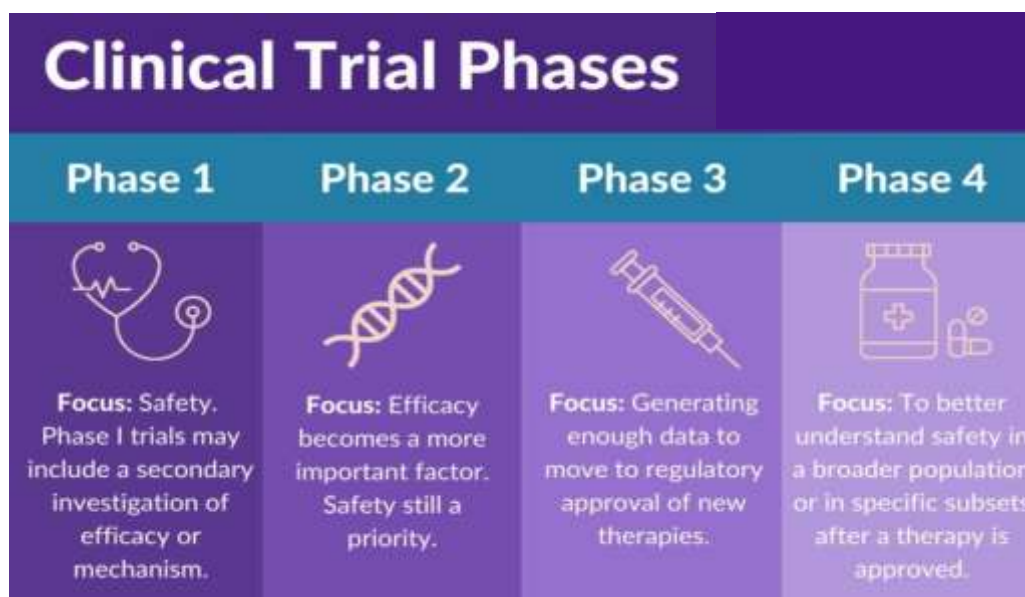 Clinical Trial Phases
Phase 1
Phase 2
Phase 3
Phase 4
Focus: Safety.
Phase I trials may
include a secondary
investigation of
efficacy or
mechanism.
Focus: Efficacy
becomes a more
important factor.
Safety still a
priority.
Focus: Generating
enough data to
move to regulatory
approval of new
therapies.
Focus: To better
understand safety in
a broader population
or in specific subsets
after a therapy is
approved.